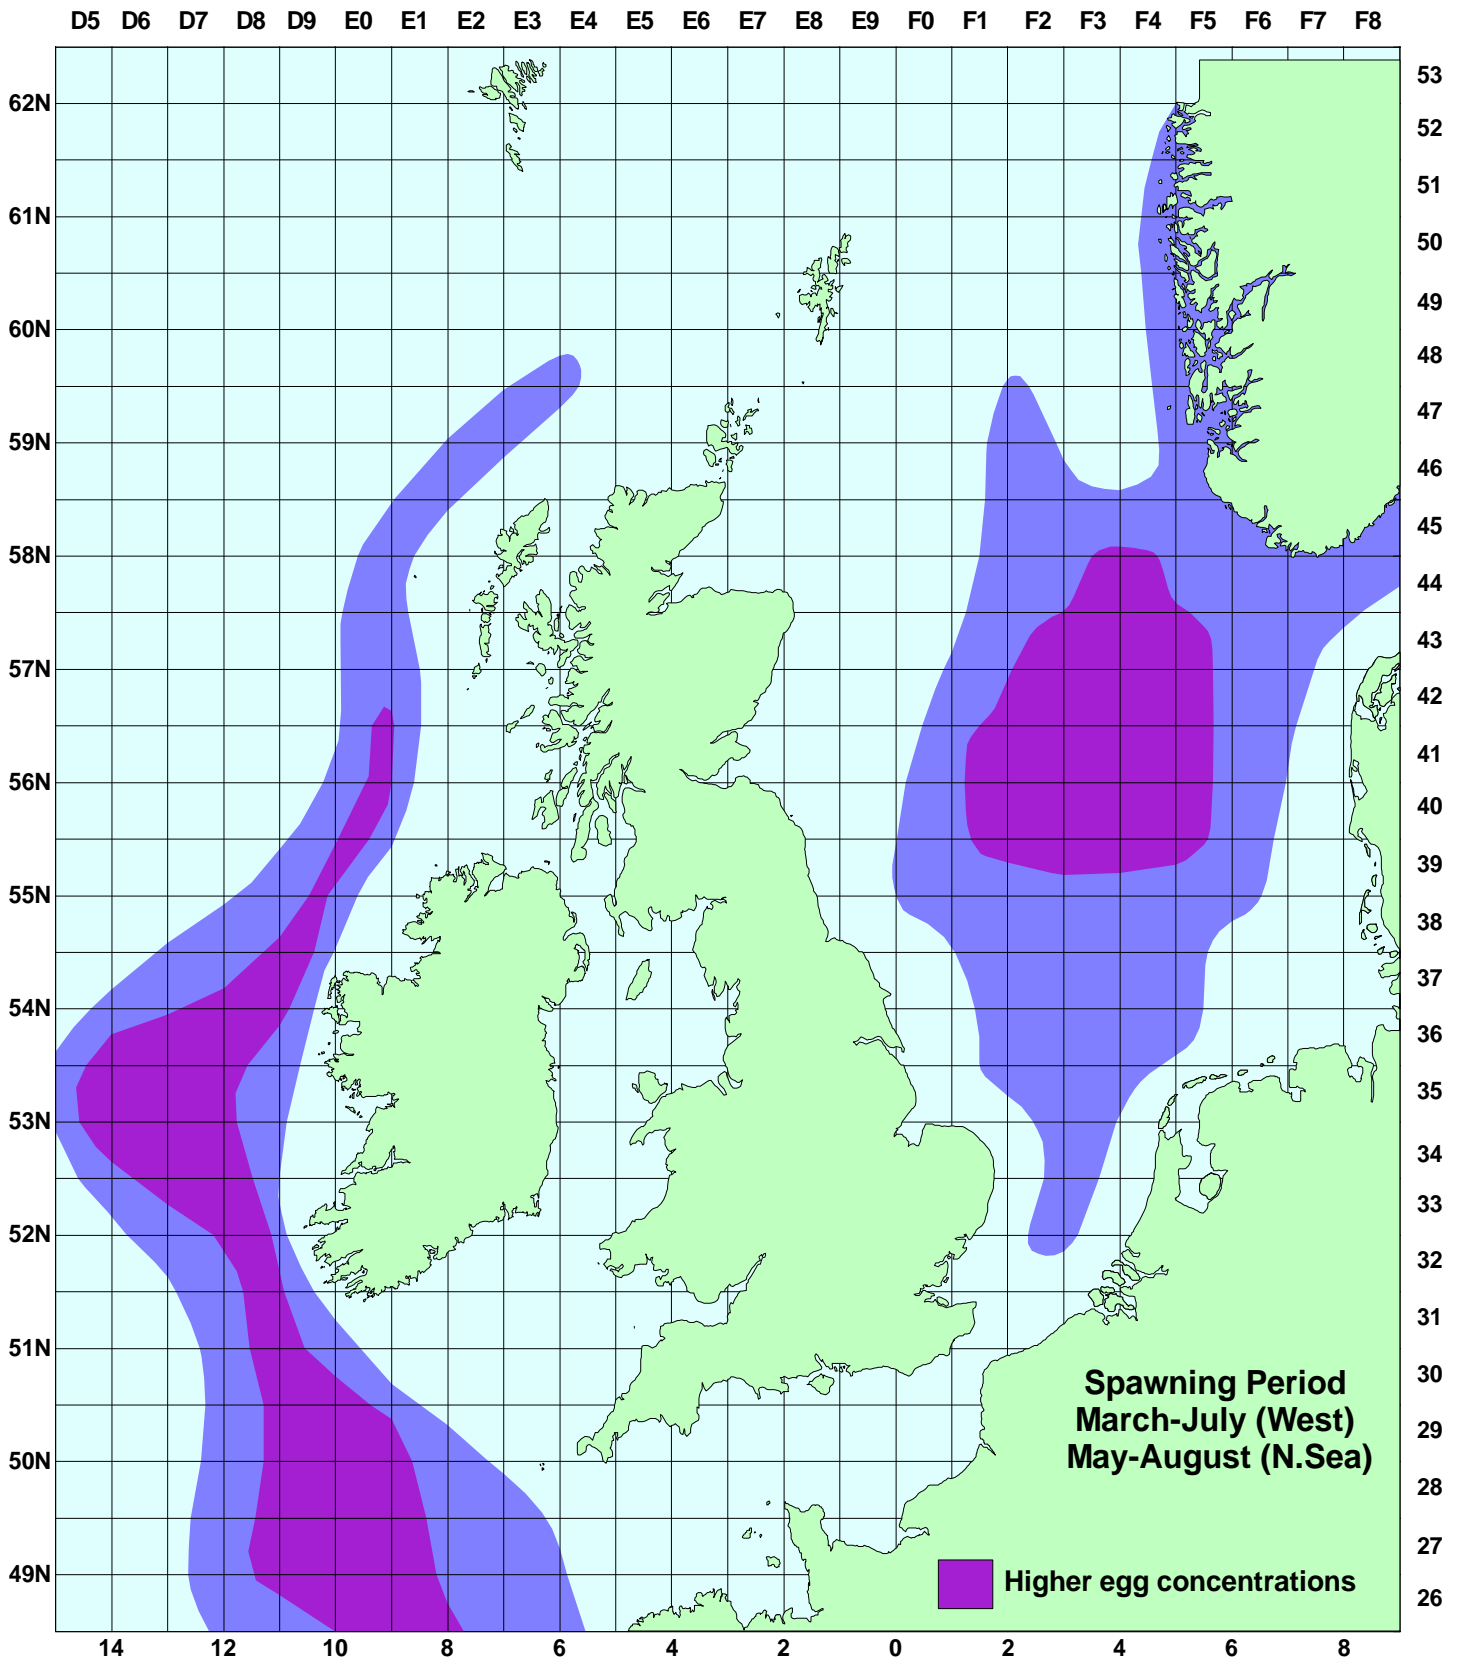 D5 D6 D7 D8 D9 E0 E1 E2 E3 E4 E5 E6 E7 E8 E9 F0 F1 F2 F3 F4 F5 F6 F7 F8
53
62N
52
51
61N
50
49
60N
48
47
59N
46
45
58N
44
43
57N
42
41
56N
40
39
55N
38
37
54N
36
35
53N
34
33
52N
32
31
51N
30
Spawning Period
March-July (West)
29
May-August (N.Sea)
50N
28
27
49N
Higher egg concentrations
26
14 12 10 8 6 4 2 0 2 4 6 8